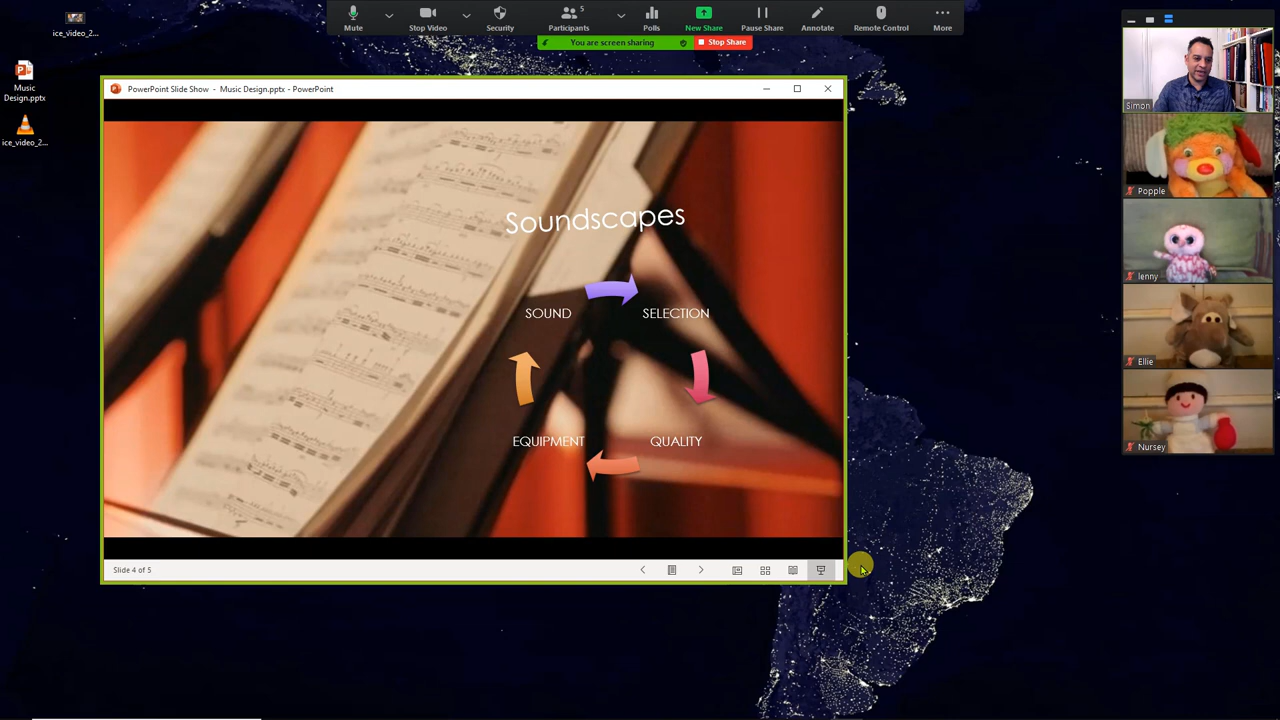 ice_video_2...
Music
Design.pptx
ice_video_2...
Mute
Stop Video
Security
5
Participants
Polls
New Share
Pause Share
Annotate
Remote Control
More
You are screen sharing
Stop Share
PowerPoint Slide Show - Music Design.pptx - PowerPoint
Soundscapes
SOUND
SELECTION
EQUIPMENT
QUALITY
Slide 4 of 5
Simon
Popple
lenny
Ellie
Nursey